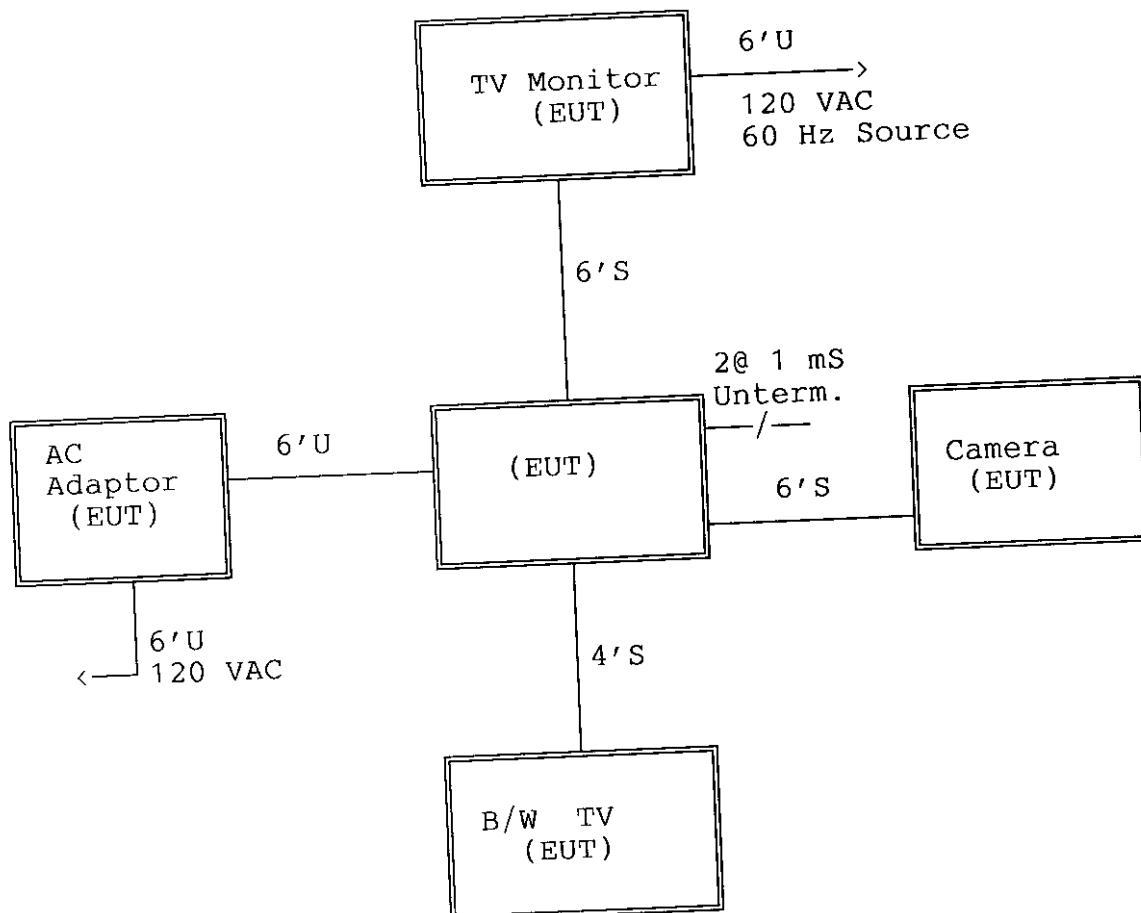 TV Monitor
(EUT)
6'U
120 VAC
60 Hz Source
6'S
2@ 1 mS
Unterm.
AC
Adaptor
(EUT)
6'U
(EUT)
6'S
Camera
(EUT)
6'U
120 VAC
4'S
B/W TV
(EUT)